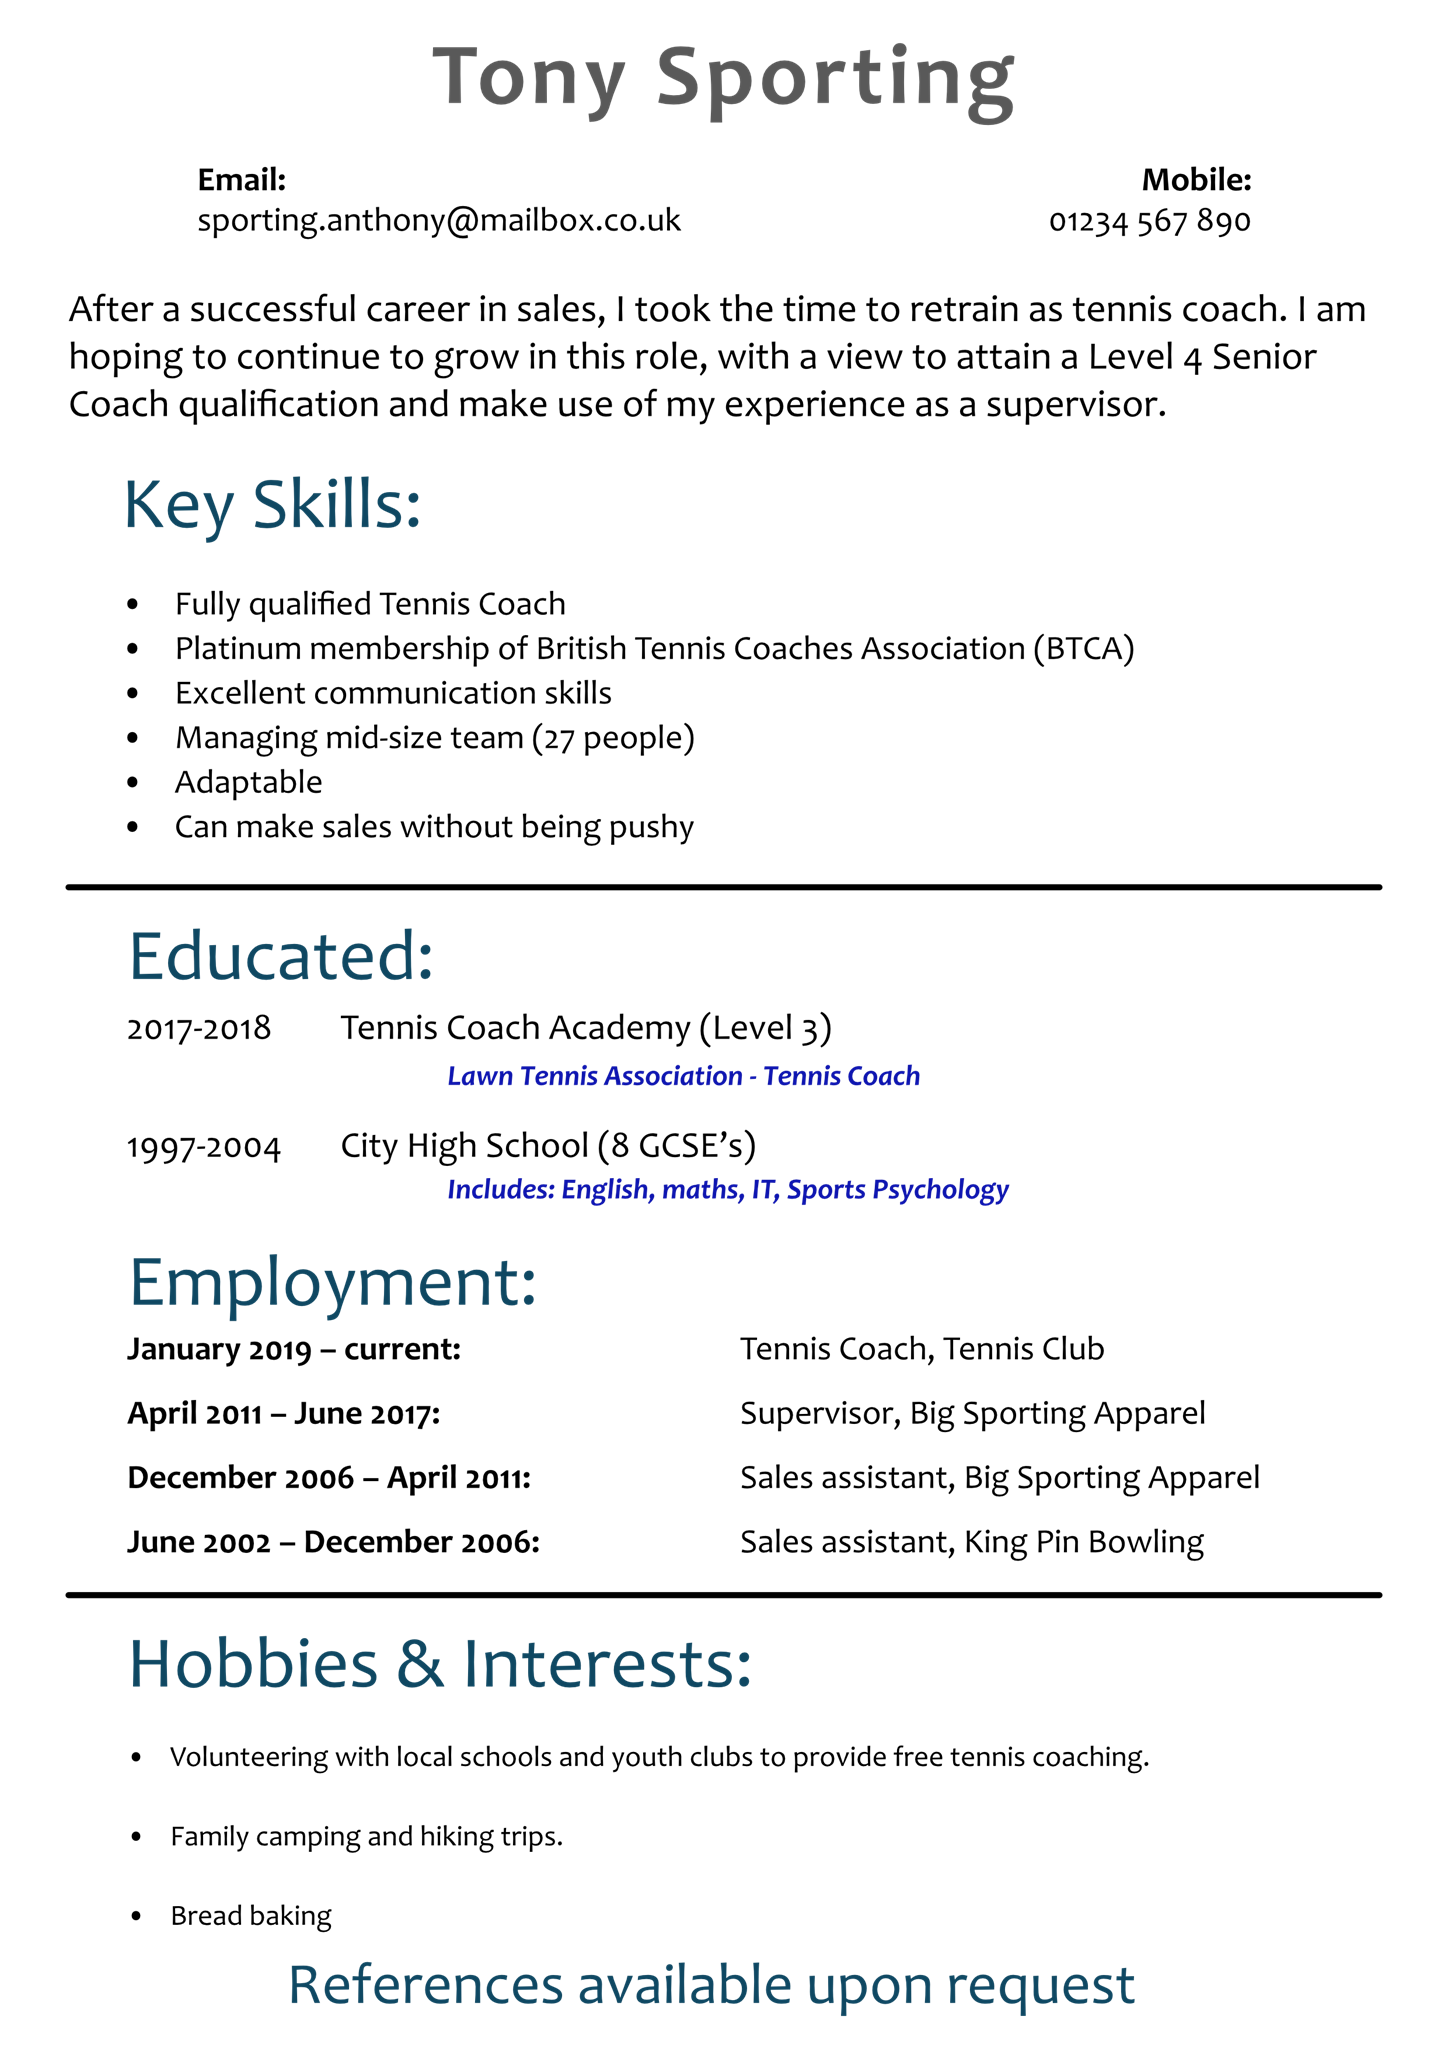 Tony Sporting
Email:
sporting.anthony@mailbox.co.uk
Mobile:
01234 567 890
After a successful career in sales, I took the time to retrain as tennis coach. I am
hoping to continue to grow in this role, with a view to attain a Level 4 Senior
Coach qualification and make use of my experience as a supervisor.
Key Skills:
• Fully qualified Tennis Coach
• Platinum membership of British Tennis Coaches Association (BTCA)
• Excellent communication skills
• Managing mid-size team (27 people)
• Adaptable
• Can make sales without being pushy
Educated:
2017-2018 Tennis Coach Academy (Level 3)
Lawn Tennis Association - Tennis Coach
1997-2004 City High School (8 GCSE’s)
Includes: English, maths, IT, Sports Psychology
Employment:
January 2019 – current: Tennis Coach, Tennis Club
April 2011 – June 2017: Supervisor, Big Sporting Apparel
December 2006 – April 2011: Sales assistant, Big Sporting Apparel
June 2002 – December 2006: Sales assistant, King Pin Bowling
Hobbies & Interests:
• Volunteering with local schools and youth clubs to provide free tennis coaching.
• Family camping and hiking trips.
• Bread baking
References available upon request